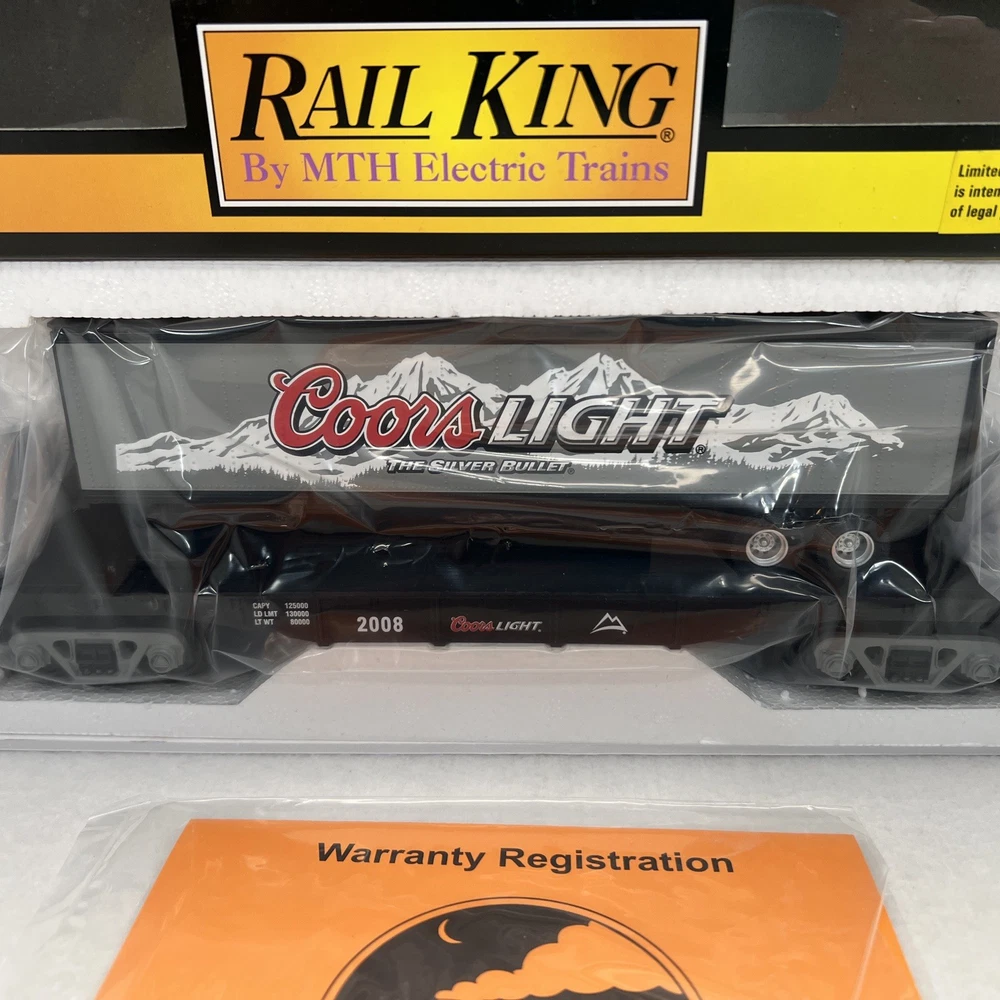 RAIL KING®
By MTH Electric Trains
Limited
is inten
of legal
Coors LIGHT®
THE SILVER BULLET®
CAPY 125000
LD LMT 130000
LT WT 80000
2008
Coors LIGHT
Warranty Registration